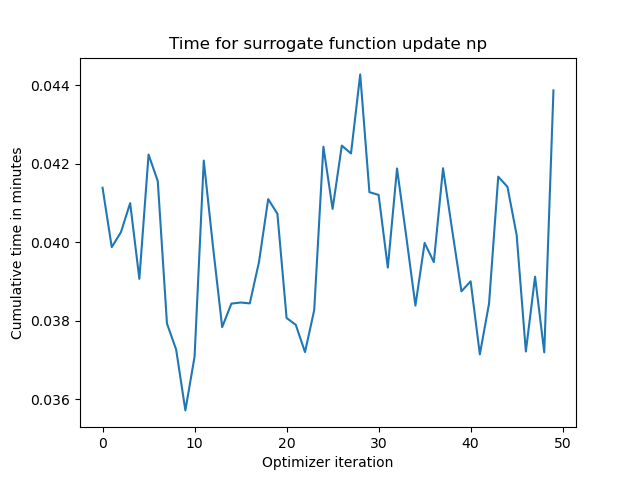 Time for surrogate function update np
Cumulative time in minutes
0.044
0.042
0.040
0.038
0.036
0 10 20 30 40 50
Optimizer iteration